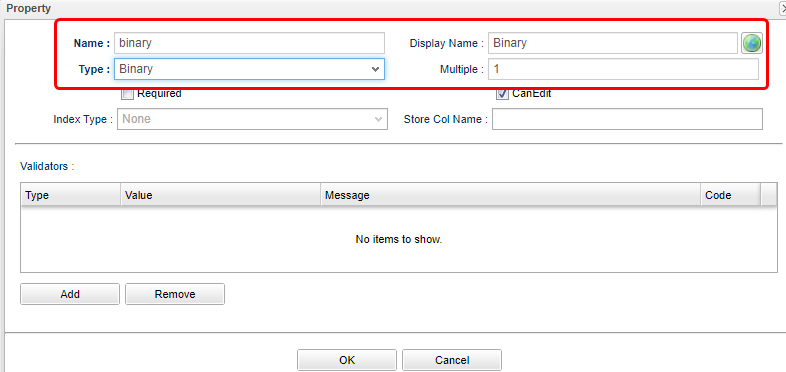 Property
Name : binary Display Name : Binary
Type : Binary Multiple : 1
Required CanEdit
Index Type : None Store Col Name :
Validators :
Type Value Message Code
No items to show.
Add Remove
OK Cancel